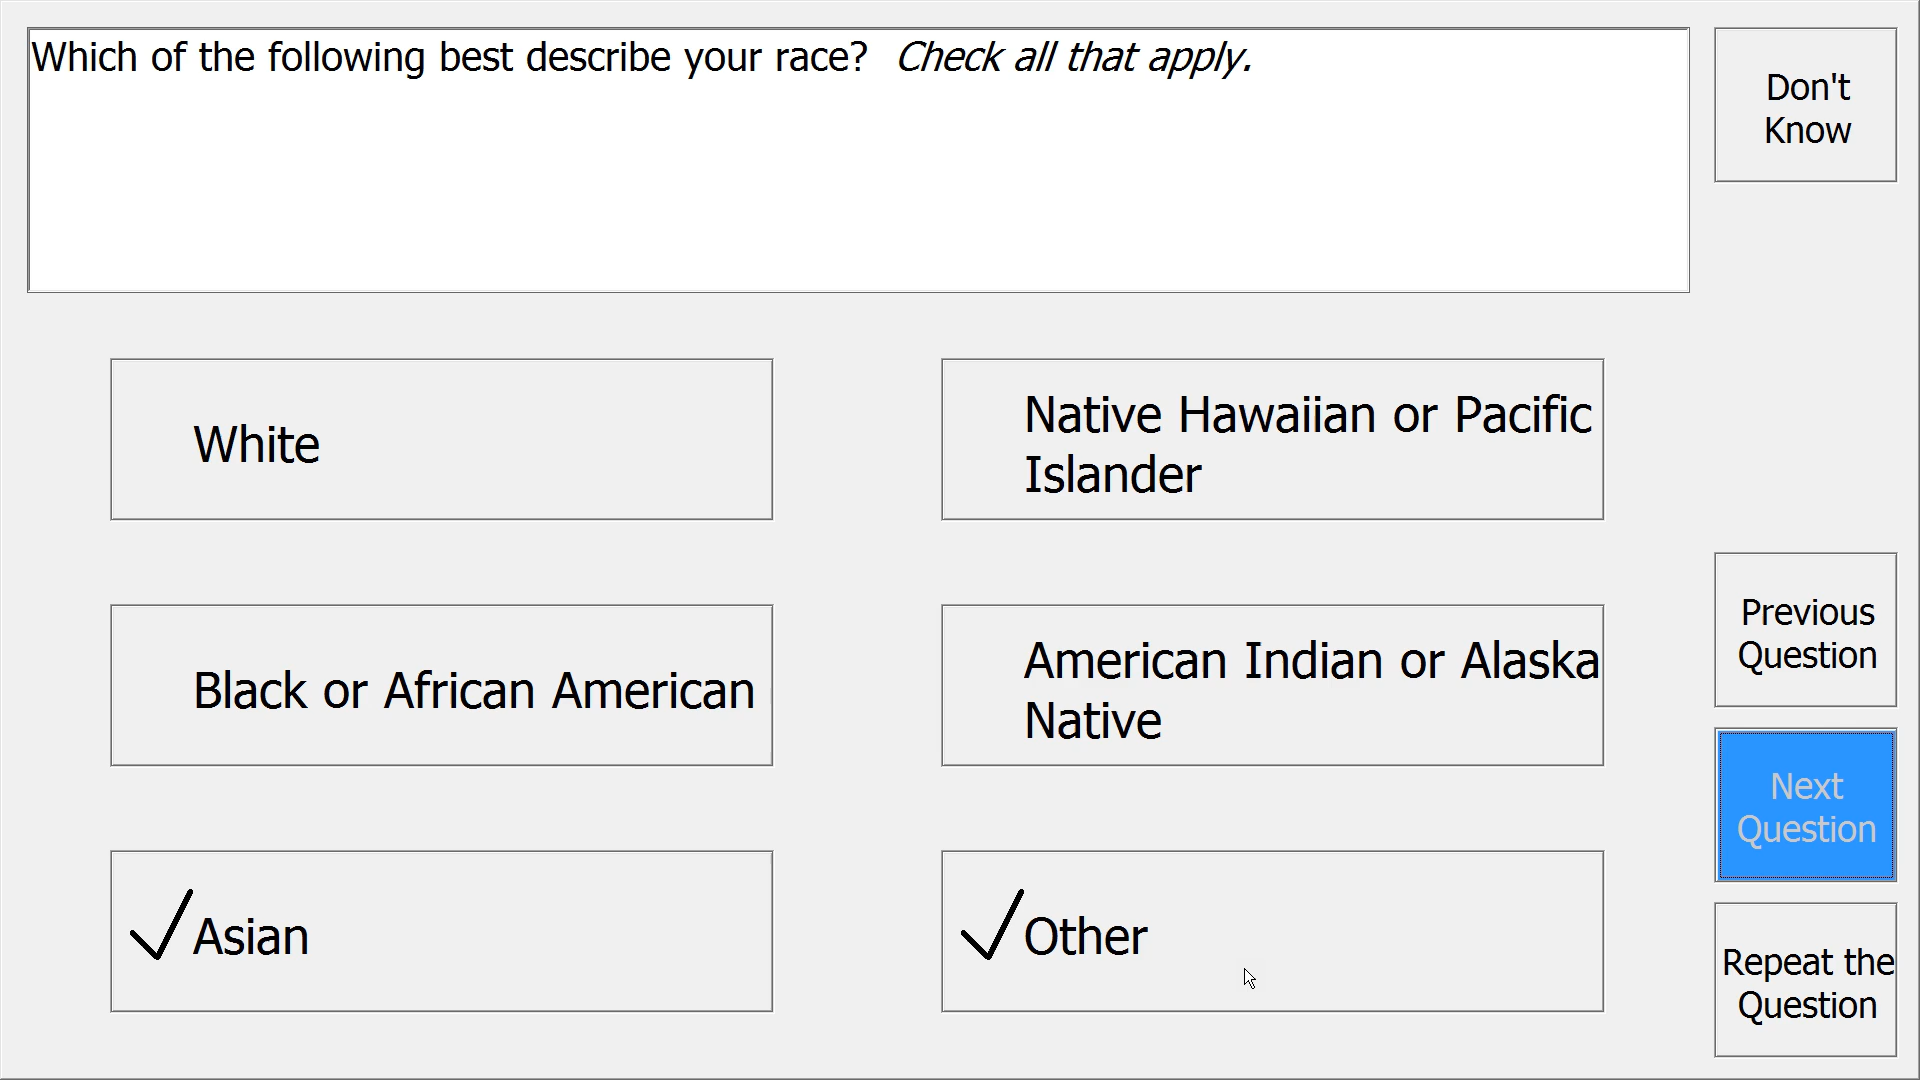 Which of the following best describe your race?  Check all that apply.
Don't
Know
White
Native Hawaiian or Pacific
Islander
Black or African American
American Indian or Alaska
Native
Asian
Other
Previous
Question
Next
Question
Repeat the
Question